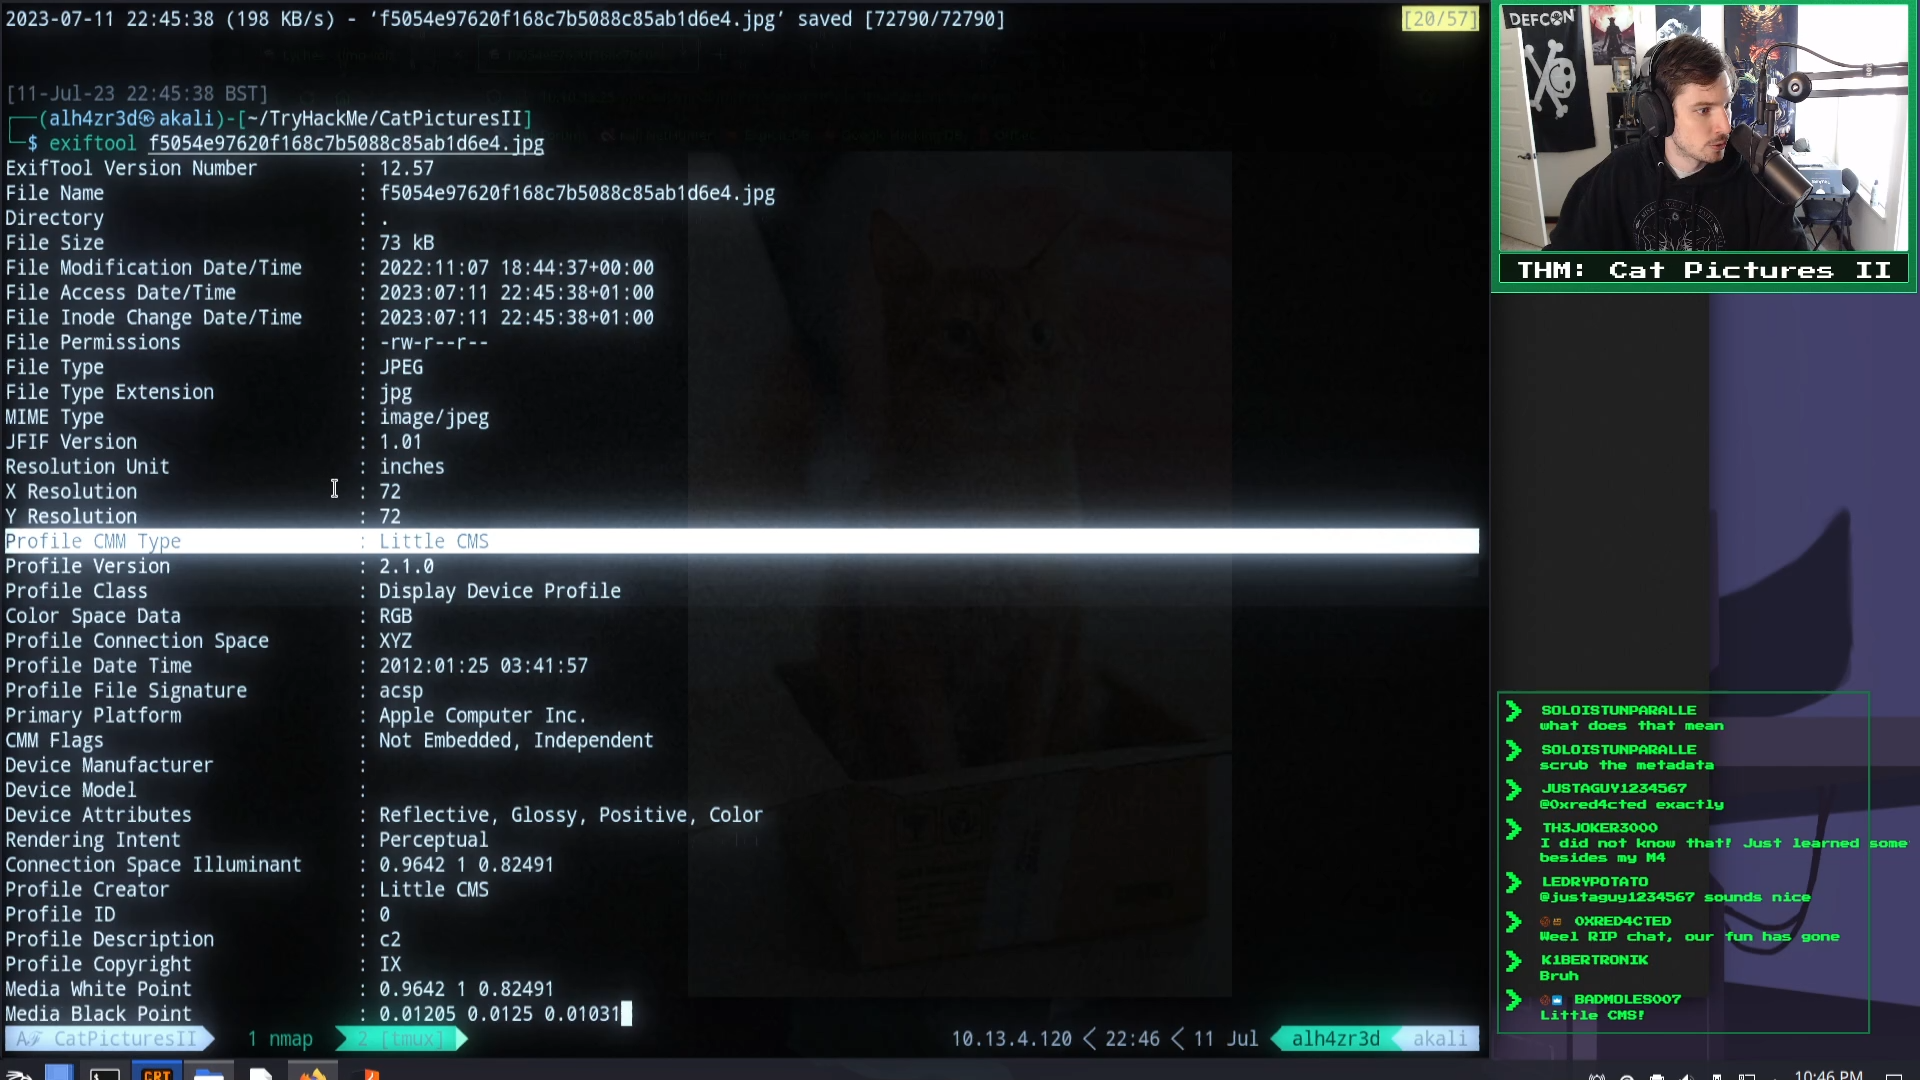 2023-07-11 22:45:38 (198 KB/s) - ‘f5054e97620f168c7b5088c85ab1d6e4.jpg’ saved [72790/72790]
[20/57]
[11-Jul-23 22:45:38 BST]
(alh4zr3d㉿akali)-[~/TryHackMe/CatPicturesII]
$ exiftool f5054e97620f168c7b5088c85ab1d6e4.jpg
ExifTool Version Number : 12.57
File Name : f5054e97620f168c7b5088c85ab1d6e4.jpg
Directory : .
File Size : 73 kB
File Modification Date/Time : 2022:11:07 18:44:37+00:00
File Access Date/Time : 2023:07:11 22:45:38+01:00
File Inode Change Date/Time : 2023:07:11 22:45:38+01:00
File Permissions : -rw-r--r--
File Type : JPEG
File Type Extension : jpg
MIME Type : image/jpeg
JFIF Version : 1.01
Resolution Unit : inches
X Resolution : 72
Y Resolution : 72
Profile CMM Type : Little CMS
Profile Version : 2.1.0
Profile Class : Display Device Profile
Color Space Data : RGB
Profile Connection Space : XYZ
Profile Date Time : 2012:01:25 03:41:57
Profile File Signature : acsp
Primary Platform : Apple Computer Inc.
CMM Flags : Not Embedded, Independent
Device Manufacturer :
Device Model :
Device Attributes : Reflective, Glossy, Positive, Color
Rendering Intent : Perceptual
Connection Space Illuminant : 0.9642 1 0.82491
Profile Creator : Little CMS
Profile ID : 0
Profile Description : c2
Profile Copyright : IX
Media White Point : 0.9642 1 0.82491
Media Black Point : 0.01205 0.0125 0.01031
CatPicturesII 1 nmap 2 [tmux] 10.13.4.120 < 22:46 < 11 Jul alh4zr3d akali
CRT
10:46 PM
DEFCON
THM: Cat Pictures II
SOLOISTUNPARALLE
what does that mean
SOLOISTUNPARALLE
scrub the metadata
JUSTAGUY1234567
@0xred4cted exactly
TH3JOKER3000
I did not know that! Just learned some
besides my M4
LEDRYPOTATO
@justaguy1234567 sounds nice
0XRED4CTED
Weel RIP chat, our fun has gone
K1BERTRONIK
Bruh
BADMOLES007
Little CMS!